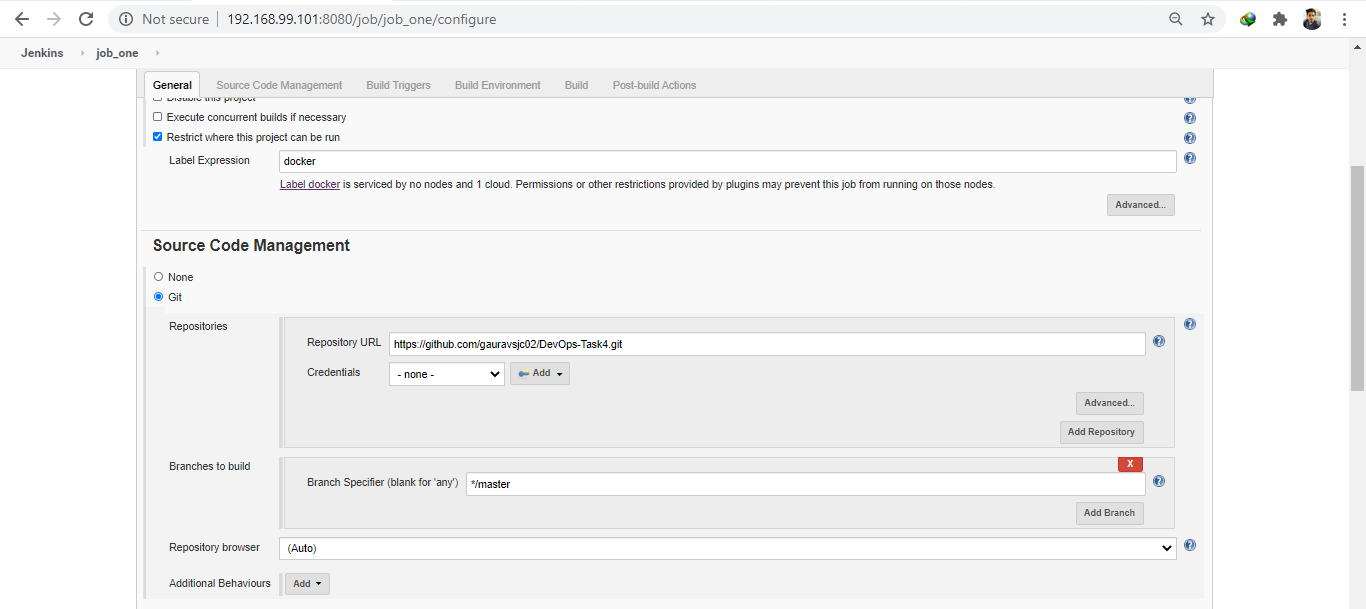 Not secure 192.168.99.101:8080/job/job_one/configure
Jenkins job_one
General Source Code Management Build Triggers Build Environment Build Post-build Actions
Disable this project
Execute concurrent builds if necessary
Restrict where this project can be run
Label Expression docker
Label docker is serviced by no nodes and 1 cloud. Permissions or other restrictions provided by plugins may prevent this job from running on those nodes.
Advanced...
Source Code Management
None
Git
Repositories
Repository URL https://github.com/gauravsjc02/DevOps-Task4.git
Credentials - none - Add
Advanced...
Add Repository
Branches to build
X
Branch Specifier (blank for 'any') */master
Add Branch
Repository browser (Auto)
Additional Behaviours Add